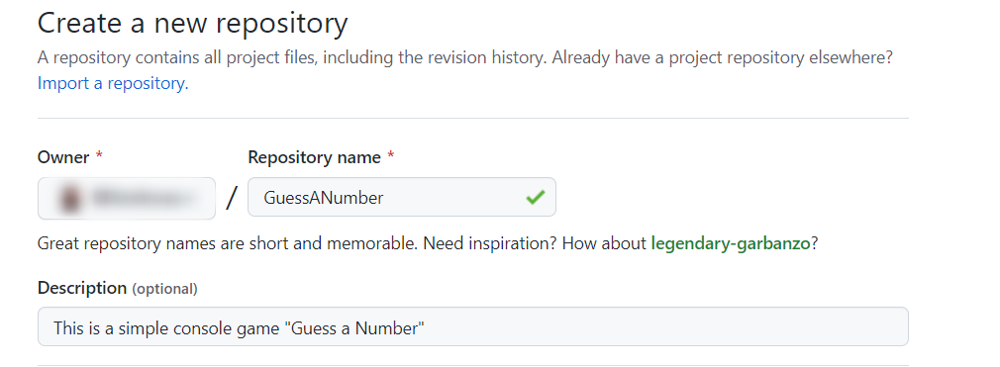 Create a new repository
A repository contains all project files, including the revision history. Already have a project repository elsewhere?
Import a repository.
Owner * Repository name *
/ GuessANumber
Great repository names are short and memorable. Need inspiration? How about legendary-garbanzo?
Description (optional)
This is a simple console game "Guess a Number"